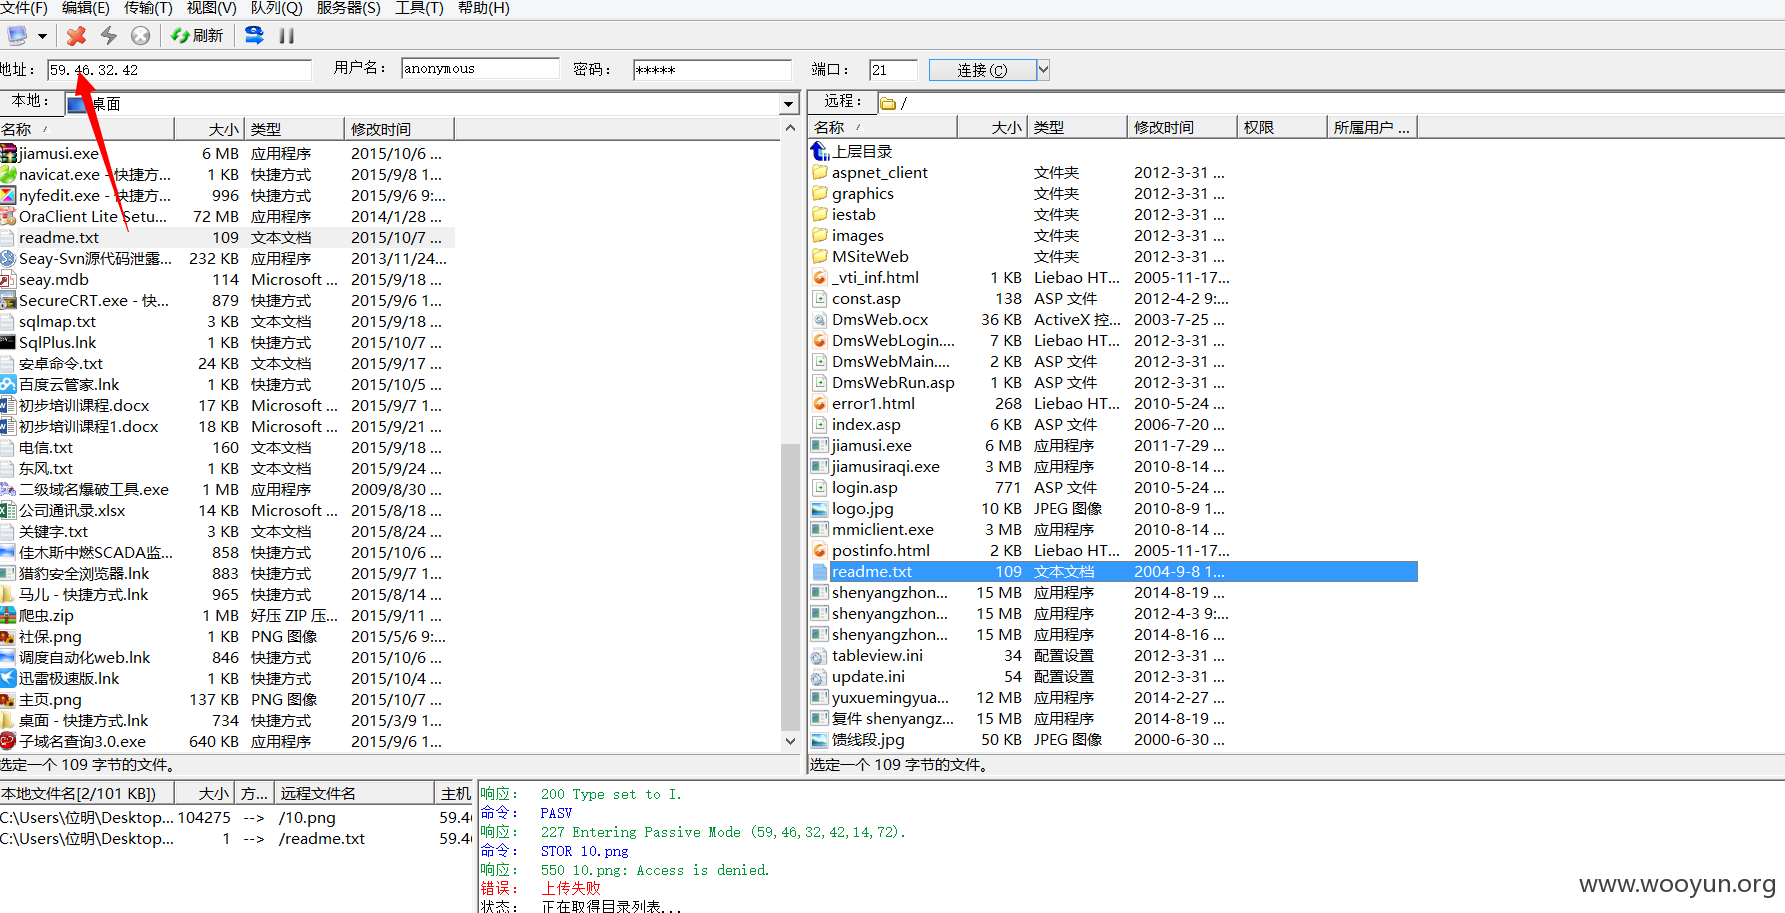 文件(F) 编辑(E) 传输(T) 视图(V) 队列(Q) 服务器(S) 工具(T) 帮助(H)
刷新
地址： 59.46.32.42 用户名： anonymous 密码： ***** 端口： 21 连接(C)
本地： 桌面
名称 大小 类型 修改时间
jiamusi.exe 6 MB 应用程序 2015/10/6 ...
navicat.exe - 快捷方... 1 KB 快捷方式 2015/9/8 1...
nyfedit.exe - 快捷方... 996 快捷方式 2015/9/6 9:...
OraClient Lite Setu... 72 MB 应用程序 2014/1/28 ...
readme.txt 109 文本文档 2015/10/7 ...
Seay-Svn源代码泄露... 232 KB 应用程序 2013/11/24...
seay.mdb 114 Microsoft ... 2015/9/18 ...
SecureCRT.exe - 快... 879 快捷方式 2015/9/6 1...
sqlmap.txt 3 KB 文本文档 2015/9/18 ...
SqlPlus.lnk 1 KB 快捷方式 2015/10/7 ...
安卓命令.txt 24 KB 文本文档 2015/9/17 ...
百度云管家.lnk 1 KB 快捷方式 2015/10/5 ...
初步培训课程.docx 17 KB Microsoft ... 2015/9/7 1...
初步培训课程1.docx 18 KB Microsoft ... 2015/9/21 ...
电信.txt 160 文本文档 2015/9/18 ...
东风.txt 1 KB 文本文档 2015/9/24 ...
二级域名爆破工具.exe 1 MB 应用程序 2009/8/30 ...
公司通讯录.xlsx 14 KB Microsoft ... 2015/8/18 ...
关键字.txt 3 KB 文本文档 2015/8/24 ...
佳木斯中燃SCADA监... 858 快捷方式 2015/10/6 ...
猎豹安全浏览器.lnk 883 快捷方式 2015/9/7 1...
马儿 - 快捷方式.lnk 965 快捷方式 2015/8/14 ...
爬虫.zip 1 MB 好压 ZIP 压... 2015/9/11 ...
社保.png 1 KB PNG 图像 2015/5/6 9:...
调度自动化web.lnk 846 快捷方式 2015/10/6 ...
迅雷极速版.lnk 1 KB 快捷方式 2015/10/4 ...
主页.png 137 KB PNG 图像 2015/10/7 ...
桌面 - 快捷方式.lnk 734 快捷方式 2015/3/9 1...
子域名查询3.0.exe 640 KB 应用程序 2015/9/6 1...
选定一个 109 字节的文件。
远程： /
名称 大小 类型 修改时间 权限 所属用户 ...
上层目录
aspnet_client 文件夹 2012-3-31 ...
graphics 文件夹 2012-3-31 ...
iestab 文件夹 2012-3-31 ...
images 文件夹 2012-3-31 ...
MSiteWeb 文件夹 2012-3-31 ...
_vti_inf.html 1 KB Liebao HT... 2005-11-17...
const.asp 138 ASP 文件 2012-4-2 9:...
DmsWeb.ocx 36 KB ActiveX 控... 2003-7-25 ...
DmsWebLogin.... 7 KB Liebao HT... 2012-3-31 ...
DmsWebMain.... 2 KB ASP 文件 2012-3-31 ...
DmsWebRun.asp 1 KB ASP 文件 2012-3-31 ...
error1.html 268 Liebao HT... 2010-5-24 ...
index.asp 6 KB ASP 文件 2006-7-20 ...
jiamusi.exe 6 MB 应用程序 2011-7-29 ...
jiamusiraqi.exe 3 MB 应用程序 2010-8-14 ...
login.asp 771 ASP 文件 2010-5-24 ...
logo.jpg 10 KB JPEG 图像 2010-8-9 1...
mmiclient.exe 3 MB 应用程序 2010-8-14 ...
postinfo.html 2 KB Liebao HT... 2005-11-17...
readme.txt 109 文本文档 2004-9-8 1...
shenyangzhon... 15 MB 应用程序 2014-8-19 ...
shenyangzhon... 15 MB 应用程序 2012-4-3 9:...
shenyangzhon... 15 MB 应用程序 2014-8-16 ...
tableview.ini 34 配置设置 2012-3-31 ...
update.ini 54 配置设置 2012-3-31 ...
yuxuemingyua... 12 MB 应用程序 2014-2-27 ...
复件 shenyangz... 15 MB 应用程序 2014-8-19 ...
馈线段.jpg 50 KB JPEG 图像 2000-6-30 ...
选定一个 109 字节的文件。
本地文件名[2/101 KB]) 大小 方... 远程文件名 主机
C:\Users\位明\Desktop... 104275 --> /10.png 59.4
C:\Users\位明\Desktop... 1 --> /readme.txt 59.4
响应： 200 Type set to I.
命令： PASV
响应： 227 Entering Passive Mode (59,46,32,42,14,72).
命令： STOR 10.png
响应： 550 10.png: Access is denied.
错误： 上传失败
状态： 正在取得目录列表...
www.wooyun.org